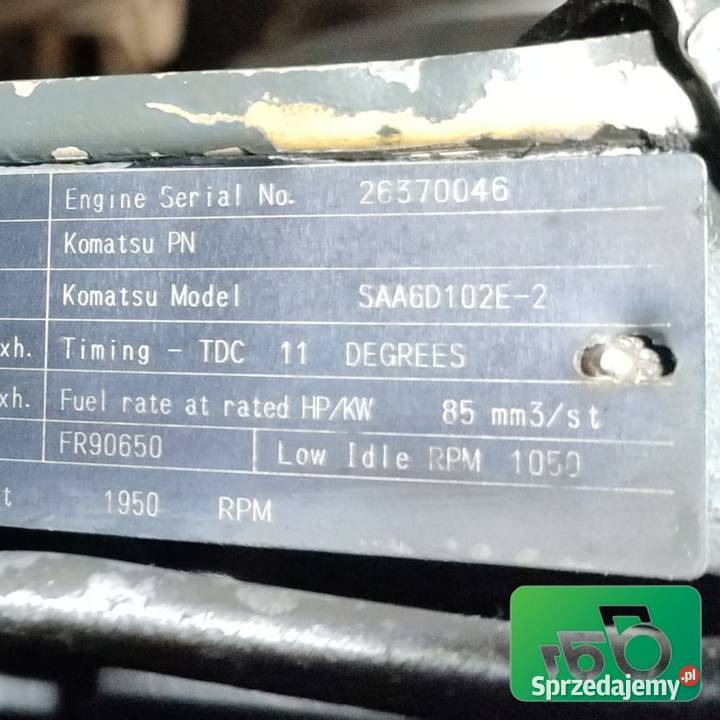 Engine Serial No. 26370046
Komatsu PN
Komatsu Model SAA6D102E-2
xh. Timing - TDC 11 DEGREES
xh. Fuel rate at rated HP/KW 85 mm3/st
FR90650 Low Idle RPM 1050
t 1950 RPM
Sprzedajemy.pl